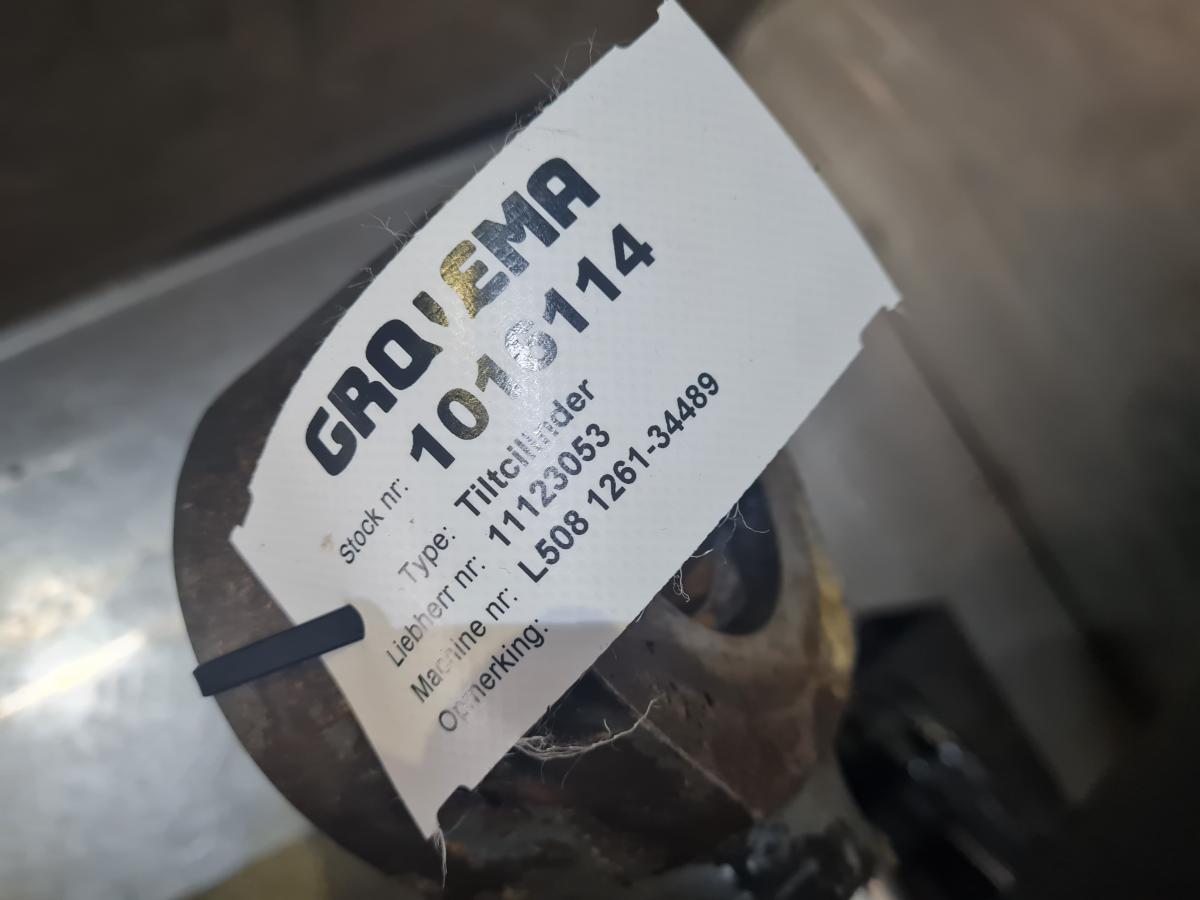 GROVEMA
Stock nr: 1016114
Type: Tiltcilinder
Liebherr nr: 11123053
Machine nr: L508 1261-34489
Opmerking: